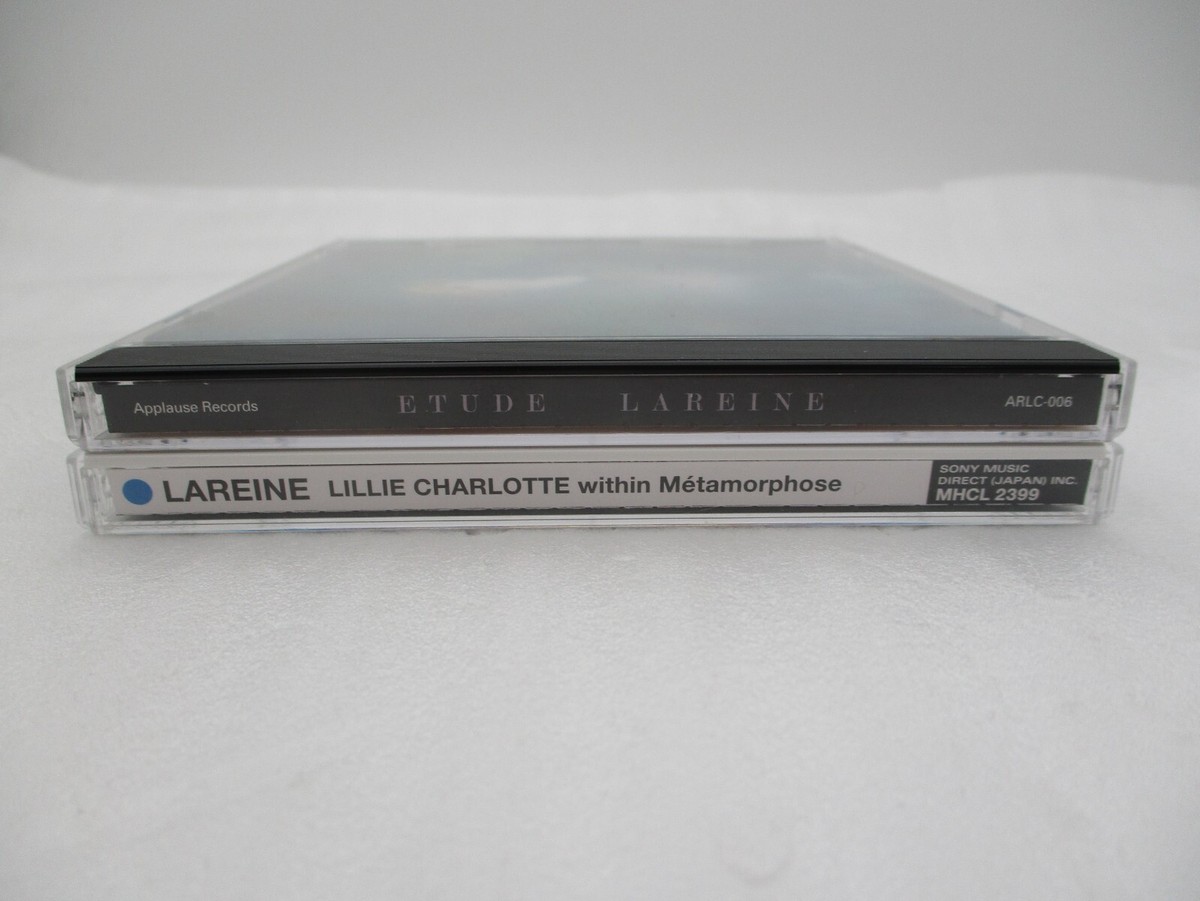 Applause Records ETUDE LAREINE ARLC-006
LAREINE LILLIE CHARLOTTE within Métamorphose
SONY MUSIC
DIRECT (JAPAN) INC.
MHCL 2399